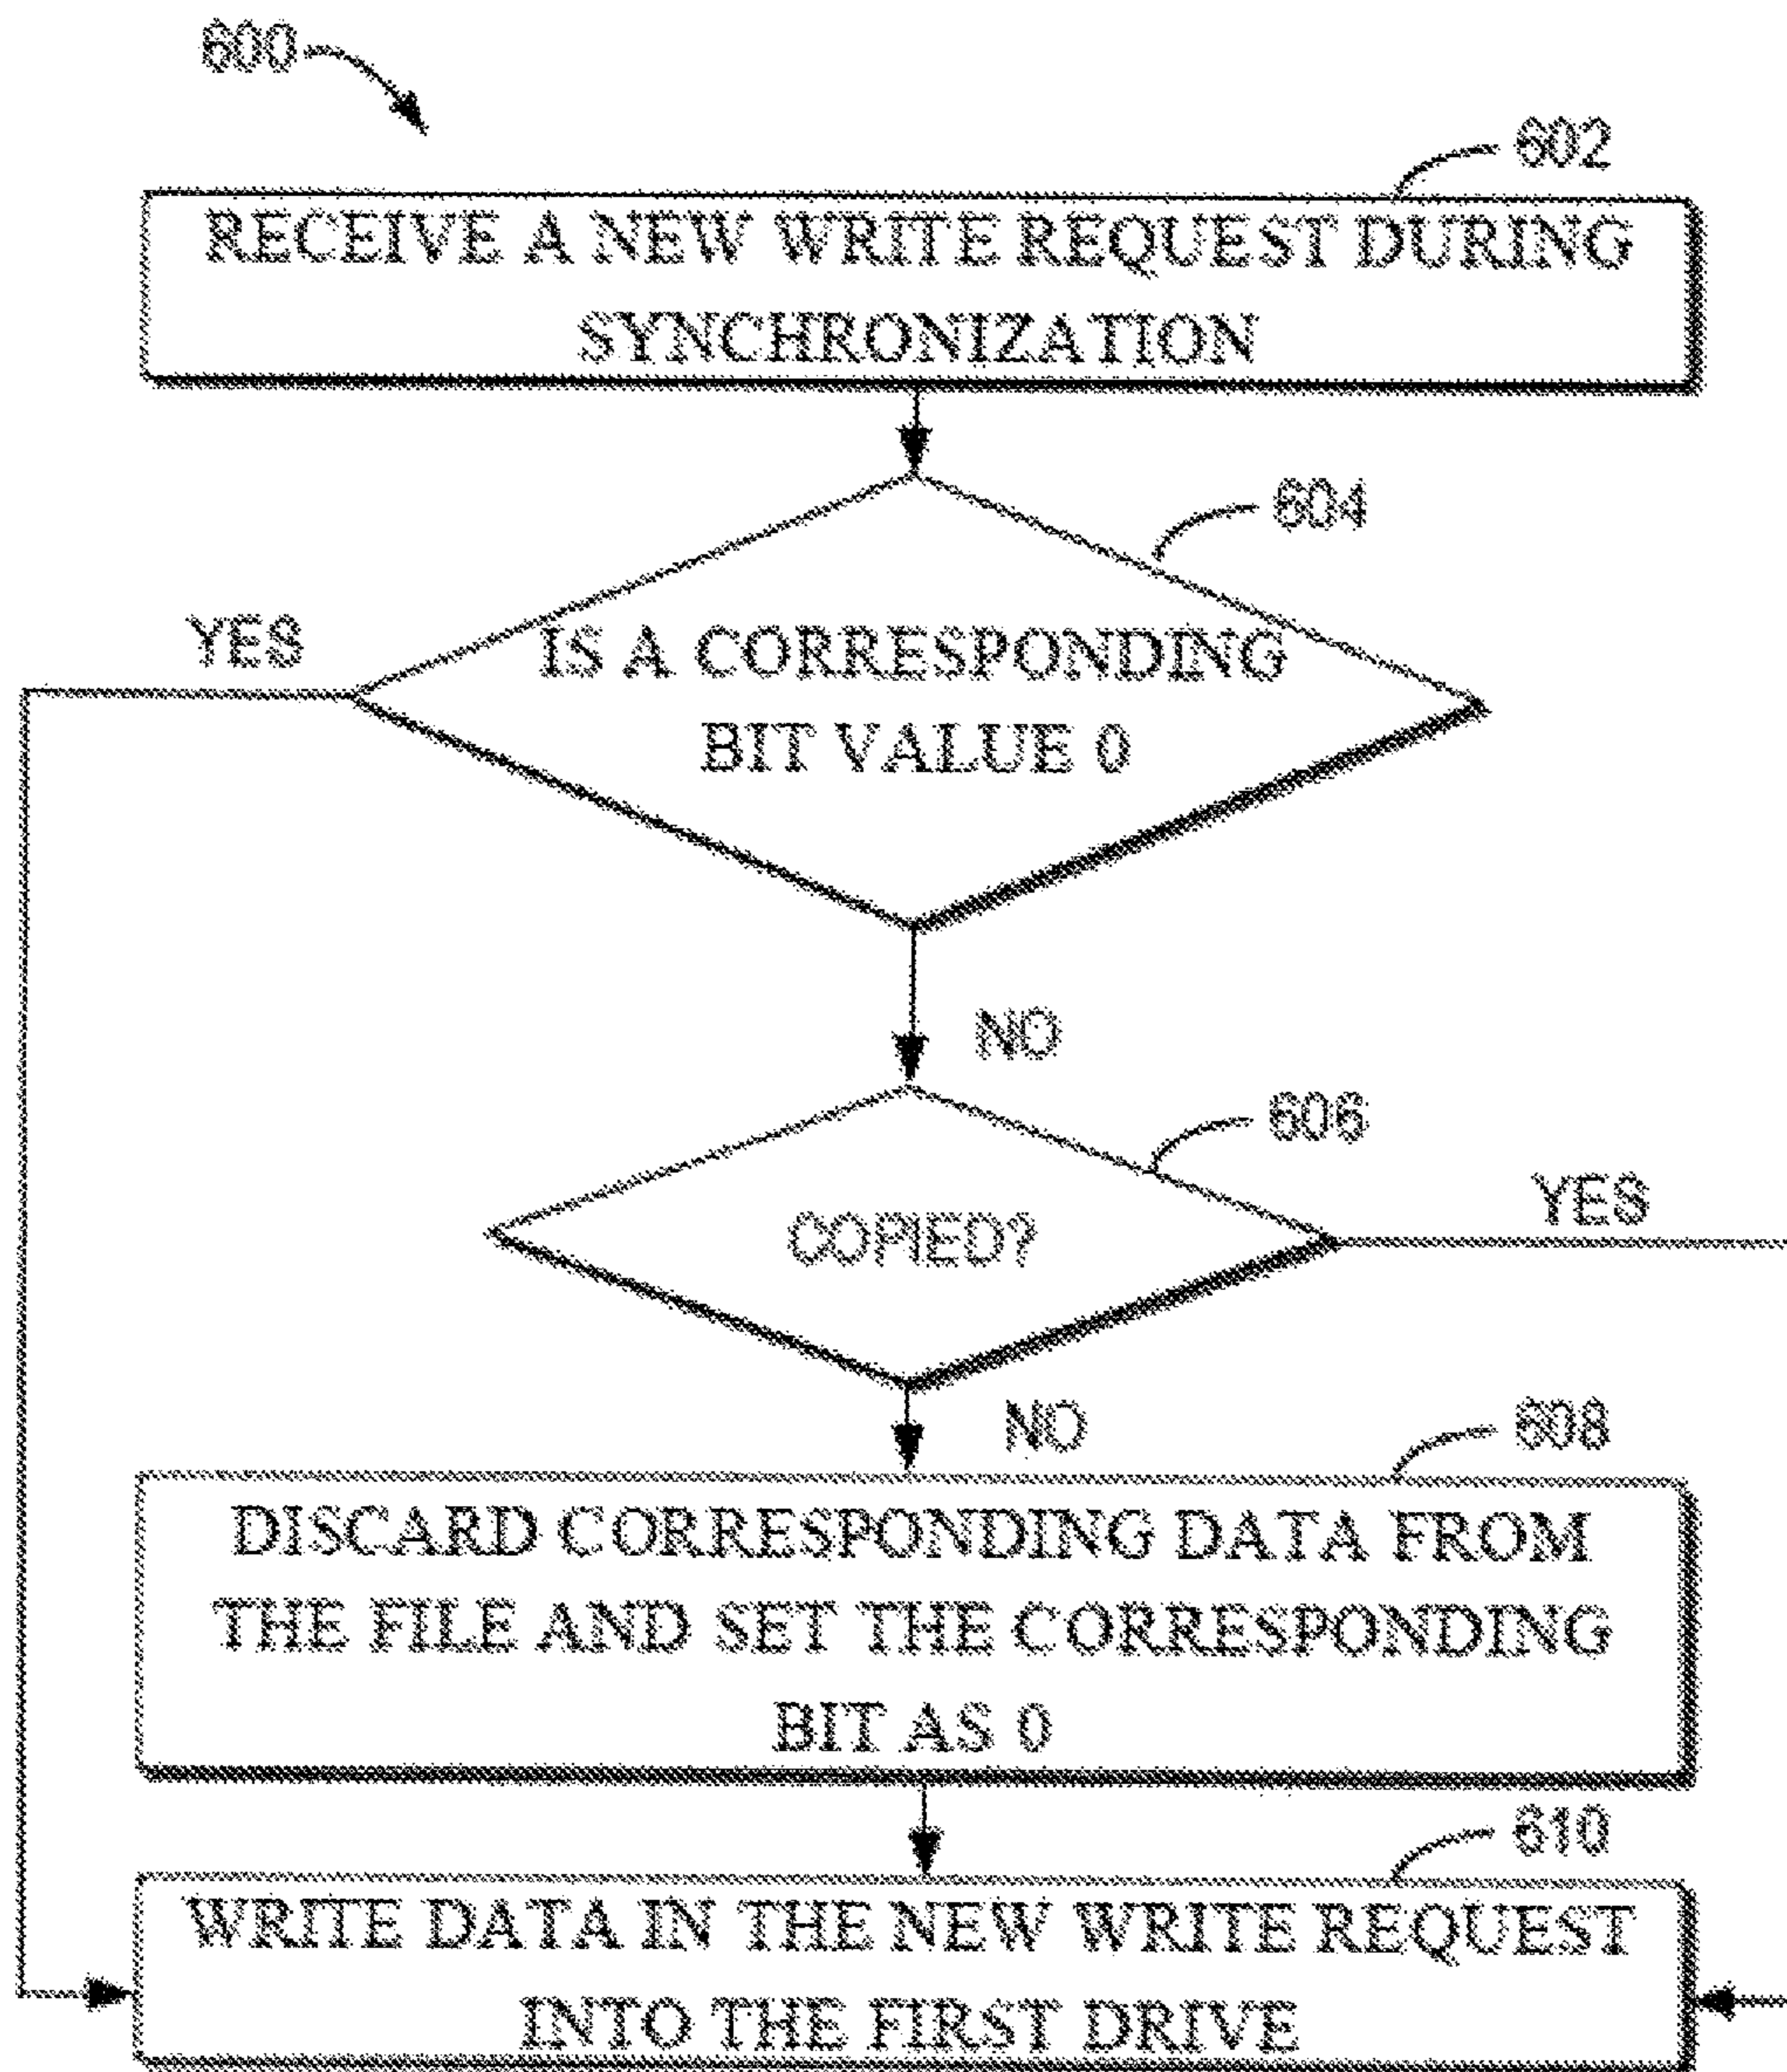 600
602
RECEIVE A NEW WRITE REQUEST DURING
SYNCHRONIZATION
604
YES
IS A CORRESPONDING
BIT VALUE 0
NO
606
YES
COPIED?
NO
608
DISCARD CORRESPONDING DATA FROM
THE FILE AND SET THE CORRESPONDING
BIT AS 0
610
WRITE DATA IN THE NEW WRITE REQUEST
INTO THE FIRST DRIVE